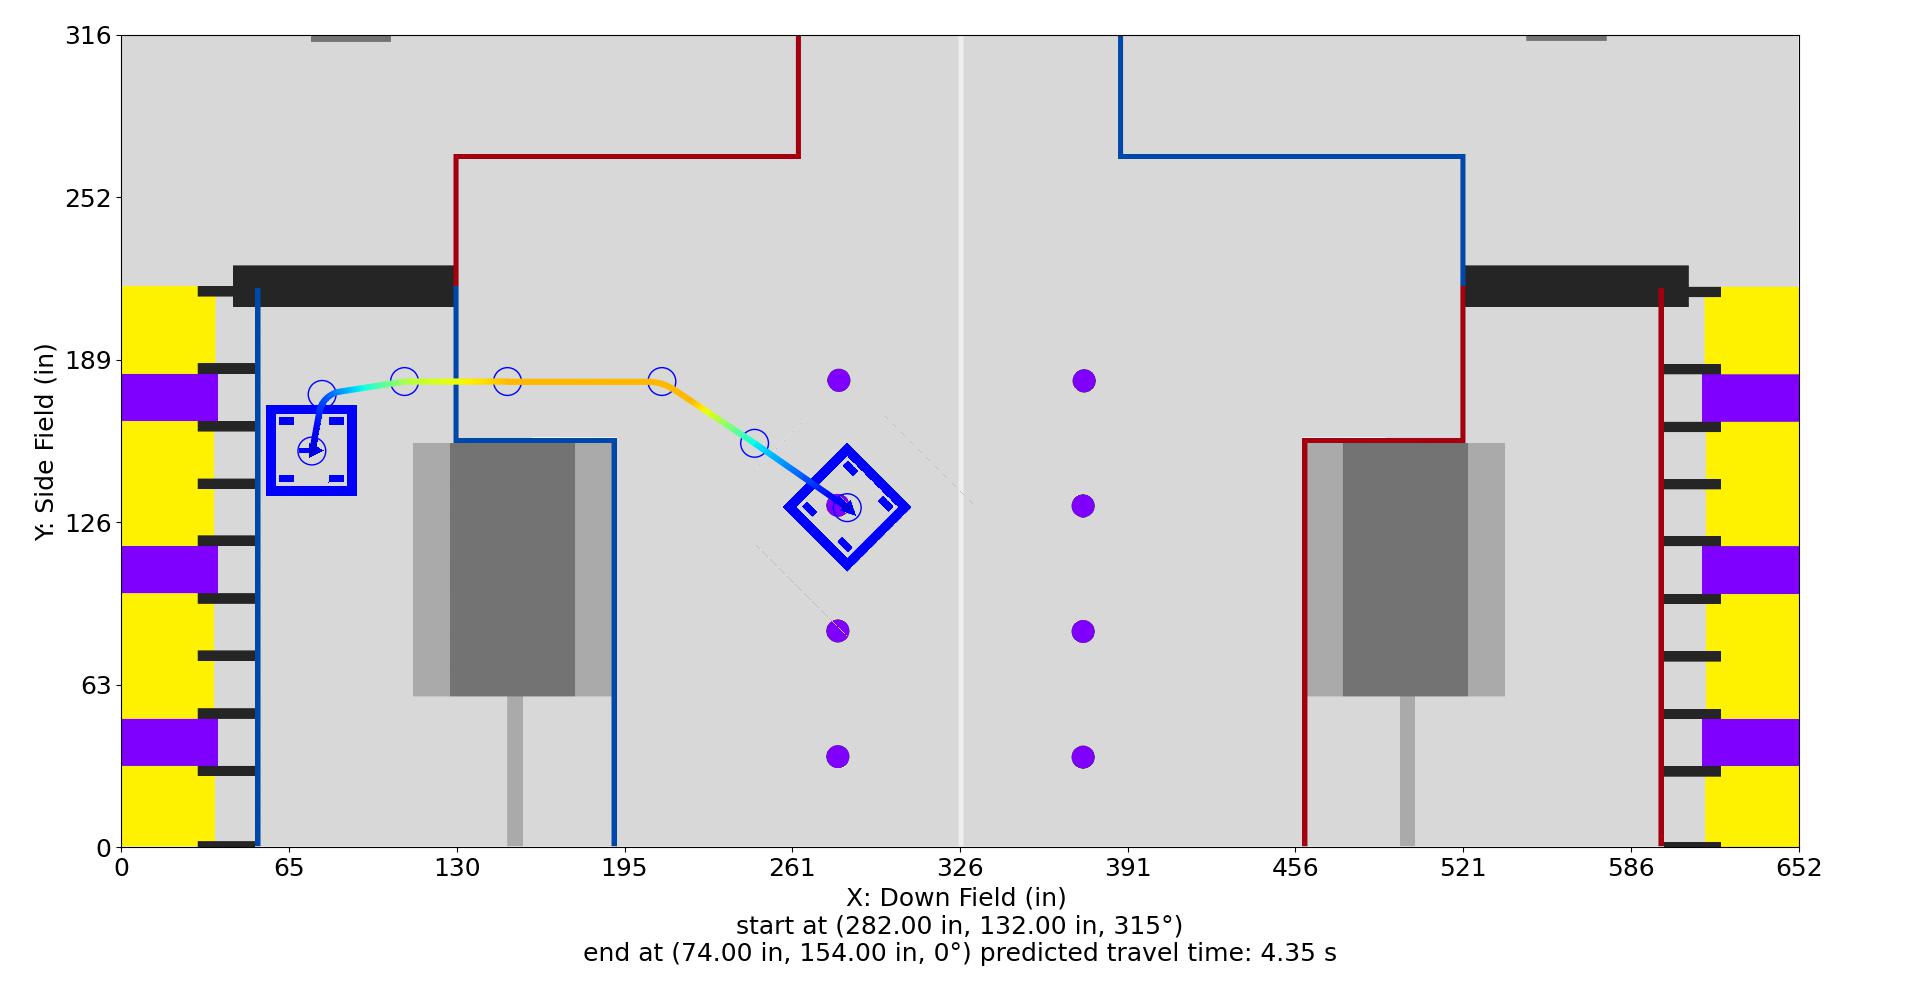 316
252
189
126
63
0
Y: Side Field (in)
0 65 130 195 261 326 391 456 521 586 652
X: Down Field (in)
start at (282.00 in, 132.00 in, 315°)
end at (74.00 in, 154.00 in, 0°) predicted travel time: 4.35 s